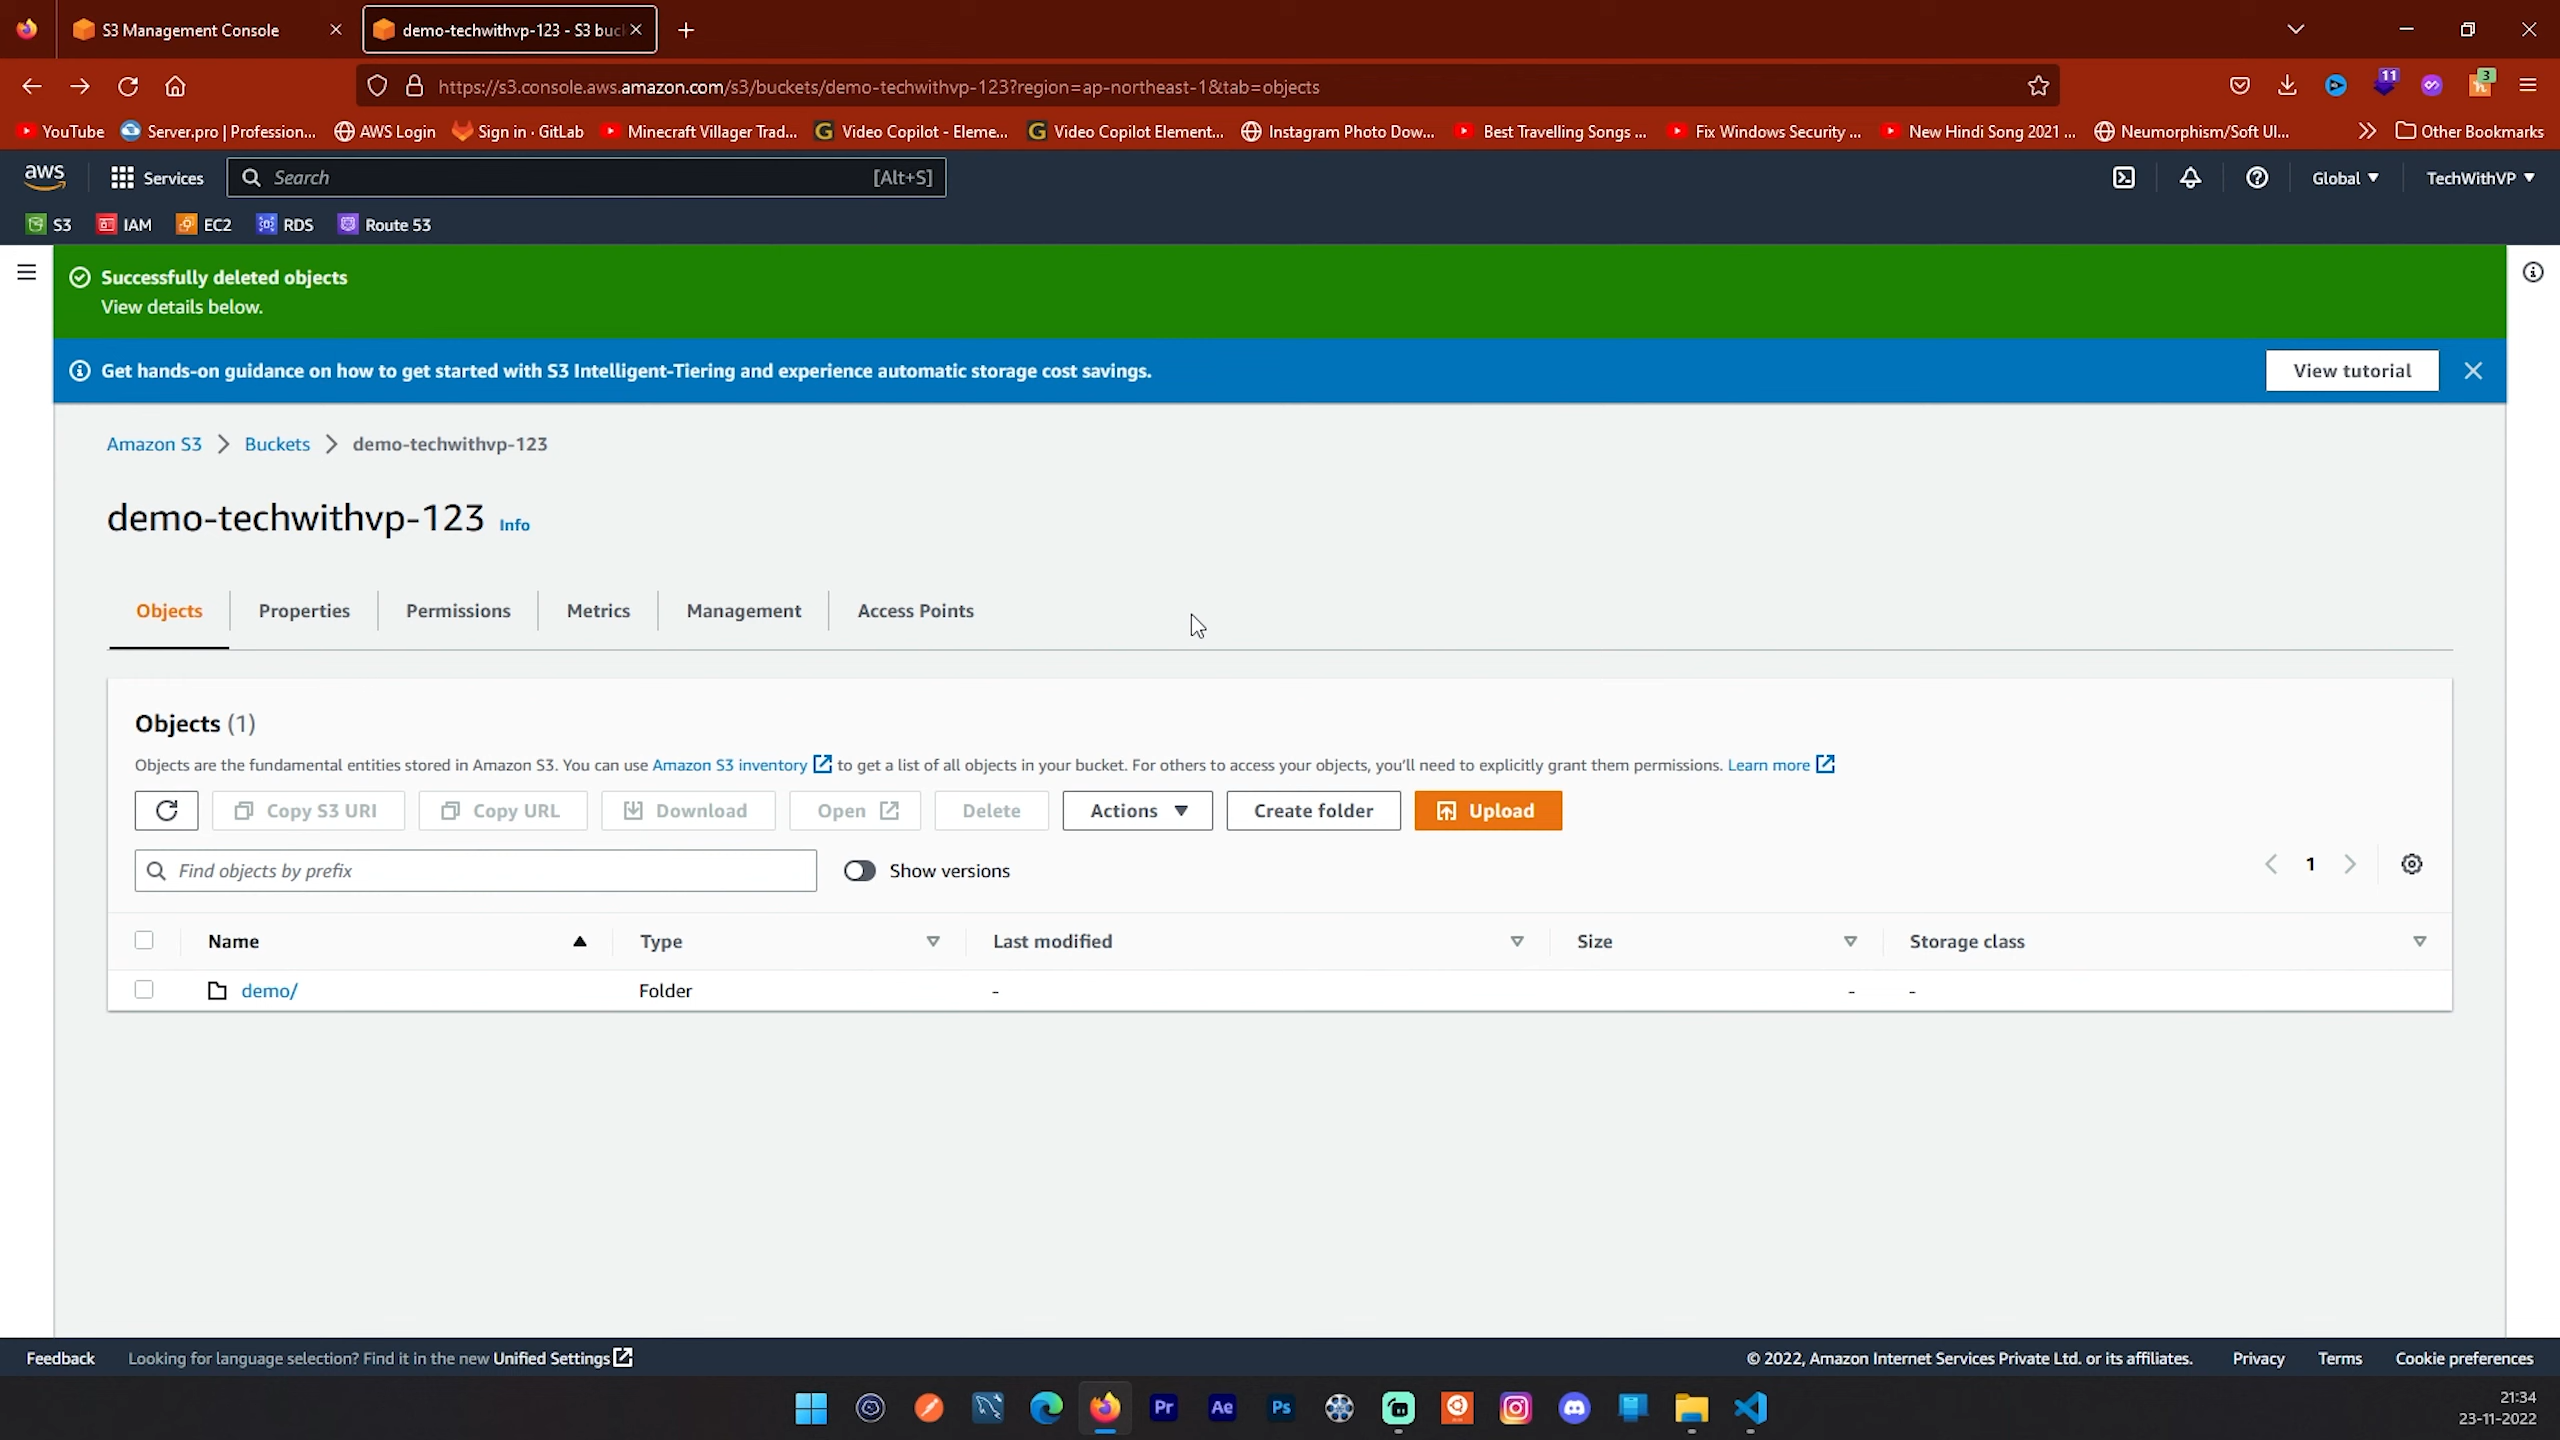 S3 Management Console
demo-techwithvp-123 - S3 buc
https://s3.console.aws.amazon.com/s3/buckets/demo-techwithvp-123?region=ap-northeast-1&tab=objects
11
3
YouTube
Server.pro | Profession...
AWS Login
Sign in · GitLab
Minecraft Villager Trad...
Video Copilot - Eleme...
Video Copilot Element...
Instagram Photo Dow...
Best Travelling Songs ...
Fix Windows Security ...
New Hindi Song 2021 ...
Neumorphism/Soft UI...
Other Bookmarks
aws
Services
Search
[Alt+S]
Global
TechWithVP
S3
IAM
EC2
RDS
Route 53
Successfully deleted objects
View details below.
Get hands-on guidance on how to get started with S3 Intelligent-Tiering and experience automatic storage cost savings.
View tutorial
Amazon S3
Buckets
demo-techwithvp-123
demo-techwithvp-123 Info
Objects
Properties
Permissions
Metrics
Management
Access Points
Objects (1)
Objects are the fundamental entities stored in Amazon S3. You can use Amazon S3 inventory to get a list of all objects in your bucket. For others to access your objects, you'll need to explicitly grant them permissions. Learn more
Copy S3 URI
Copy URL
Download
Open
Delete
Actions
Create folder
Upload
Find objects by prefix
Show versions
1
Name
Type
Last modified
Size
Storage class
demo/
Folder
-
-
-
Feedback
Looking for language selection? Find it in the new Unified Settings
© 2022, Amazon Internet Services Private Ltd. or its affiliates.
Privacy
Terms
Cookie preferences
Pr
Ae
Ps
21:34
23-11-2022